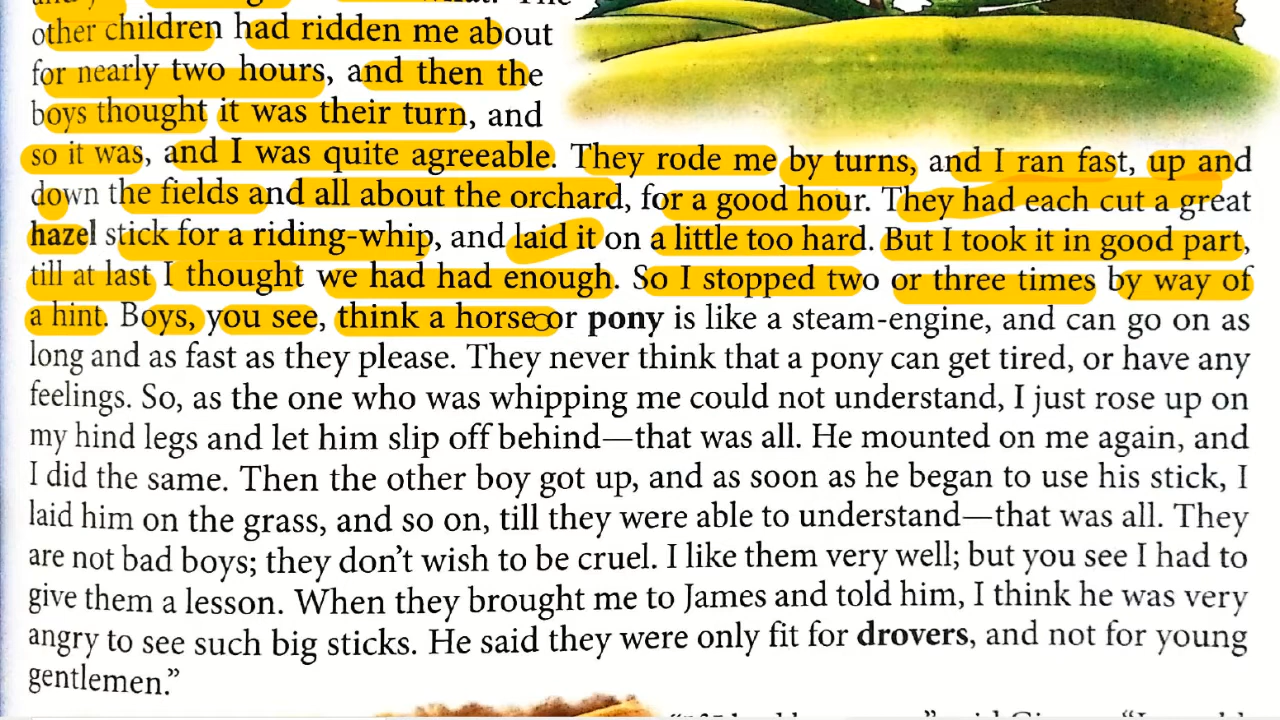 other children had ridden me about
for nearly two hours, and then the
boys thought it was their turn, and
so it was, and I was quite agreeable. They rode me by turns, and I ran fast, up and
down the fields and all about the orchard, for a good hour. They had each cut a great
hazel stick for a riding-whip, and laid it on a little too hard. But I took it in good part,
till at last I thought we had had enough. So I stopped two or three times by way of
a hint. Boys, you see, think a horse or pony is like a steam-engine, and can go on as
long and as fast as they please. They never think that a pony can get tired, or have any
feelings. So, as the one who was whipping me could not understand, I just rose up on
my hind legs and let him slip off behind—that was all. He mounted on me again, and
I did the same. Then the other boy got up, and as soon as he began to use his stick, I
laid him on the grass, and so on, till they were able to understand—that was all. They
are not bad boys; they don't wish to be cruel. I like them very well; but you see I had to
give them a lesson. When they brought me to James and told him, I think he was very
angry to see such big sticks. He said they were only fit for drovers, and not for young
gentlemen.”